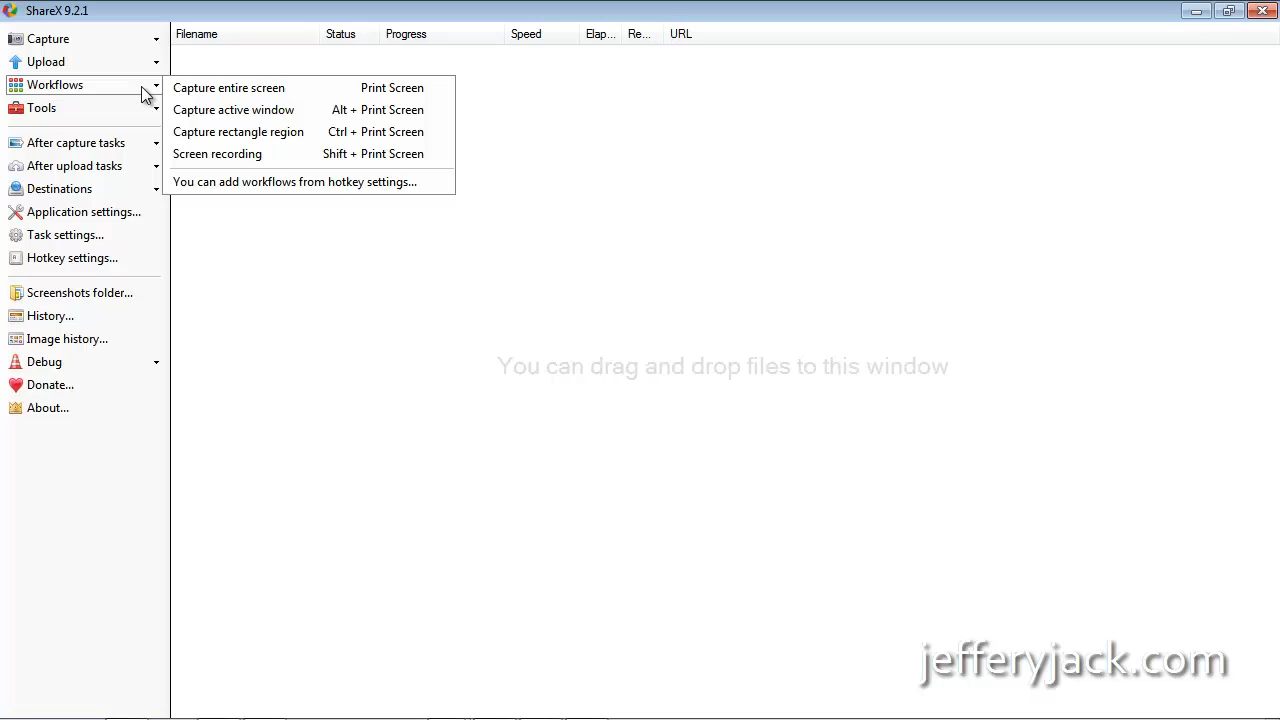 ShareX 9.2.1
Filename Status Progress Speed Elap... Re... URL
Capture
Upload
Workflows
Tools
Capture entire screen Print Screen
Capture active window Alt + Print Screen
Capture rectangle region Ctrl + Print Screen
Screen recording Shift + Print Screen
You can add workflows from hotkey settings...
After capture tasks
After upload tasks
Destinations
Application settings...
Task settings...
Hotkey settings...
Screenshots folder...
History...
Image history...
Debug
Donate...
About...
You can drag and drop files to this window
jefferyjack.com